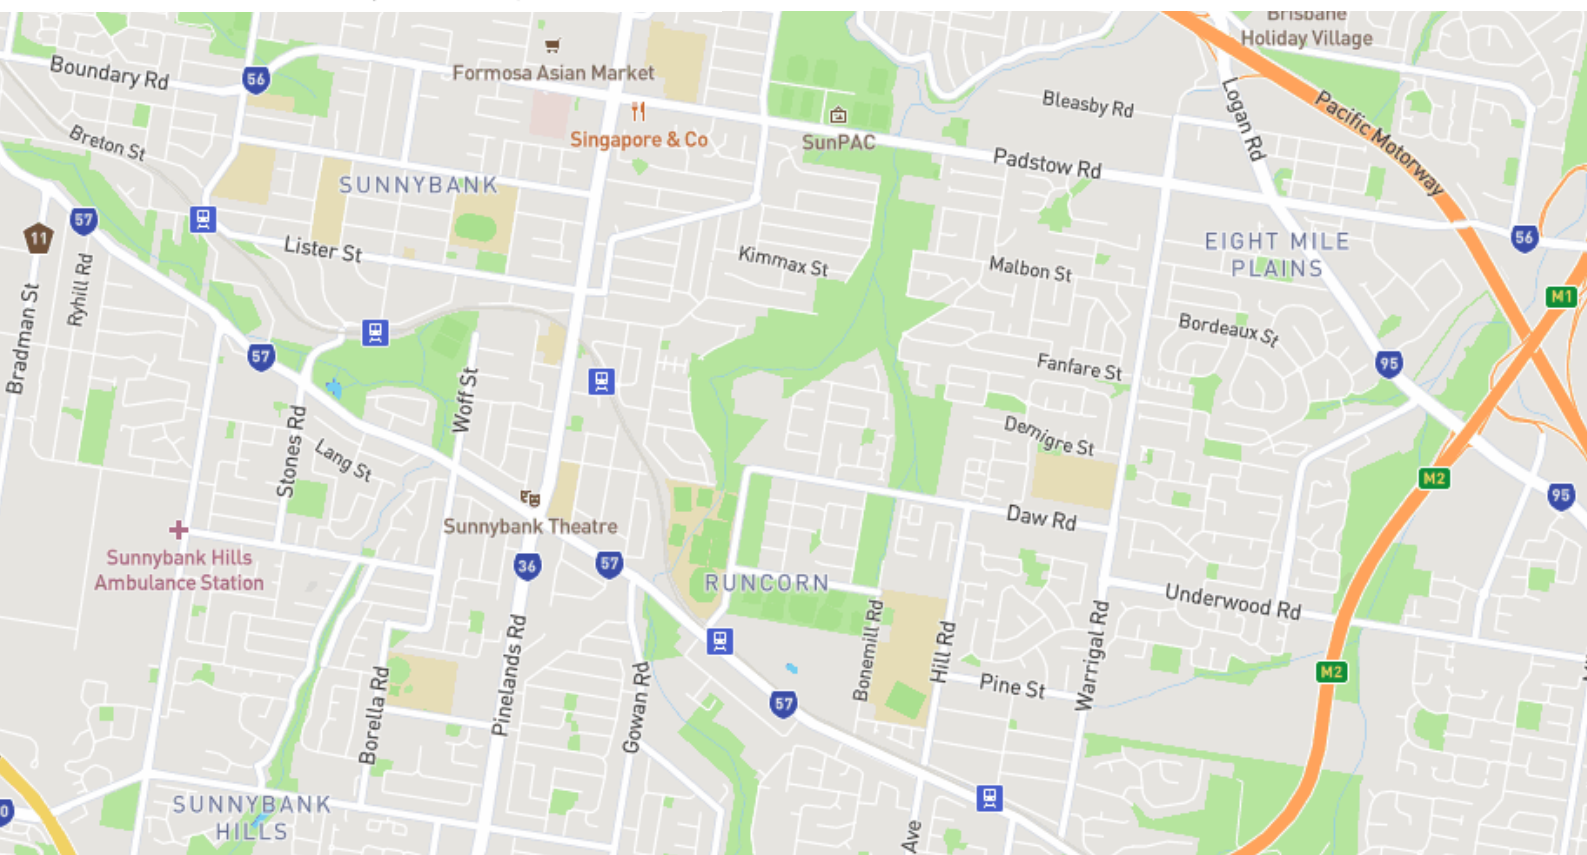 Brisbane
Holiday Village
Boundary Rd
56
Formosa Asian Market
Logan Rd
Pacific Motorway
Bleasby Rd
Breton St
Singapore & Co
SunPAC
Padstow Rd
SUNNYBANK
57
11
Lister St
EIGHT MILE
PLAINS
56
Kimmax St
Malbon St
Ryhill Rd
Bradman St
M1
Bordeaux St
57
Fanfare St
95
Woff St
Stones Rd
Lang St
Demigre St
M2
95
Sunnybank Theatre
Daw Rd
Sunnybank Hills
Ambulance Station
36
57
RUNCORN
Underwood Rd
Pinelands Rd
Bonemill Rd
Hill Rd
Warrigal Rd
Borella Rd
Gowan Rd
Pine St
M2
57
SUNNYBANK
HILLS
0
Ave